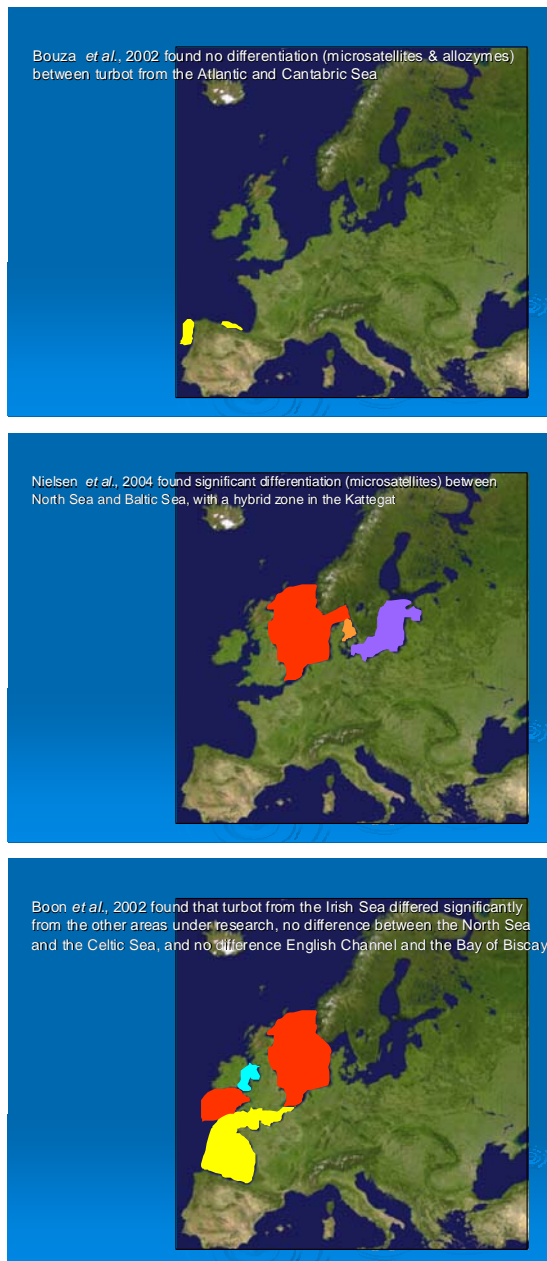 Bouza et al., 2002 found no differentiation (microsatellites & allozymes)
between turbot from the Atlantic and Cantabric Sea
Nielsen et al., 2004 found significant differentiation (microsatellites) between
North Sea and Baltic Sea, with a hybrid zone in the Kattegat
Boon et al., 2002 found that turbot from the Irish Sea differed significantly
from the other areas under research, no difference between the North Sea
and the Celtic Sea, and no difference English Channel and the Bay of Biscay